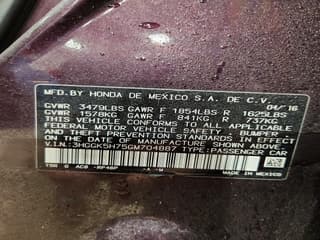 MFD.BY HONDA DE MEXICO S.A. DE C.V. 04/16
GVWR 3479LBS GAWR F 1854LBS R 1625LBS
GVWR 1578KG GAWR F 841KG R 737KG
THIS VEHICLE CONFORMS TO ALL APPLICABLE
FEDERAL MOTOR VEHICLE SAFETY, BUMPER
AND THEFT PREVENTION STANDARDS IN EFFECT
ON THE DATE OF MANUFACTURE SHOWN ABOVE.
V.I.N.: TYPE: PASSENGER CAR
MADE IN MEXICO